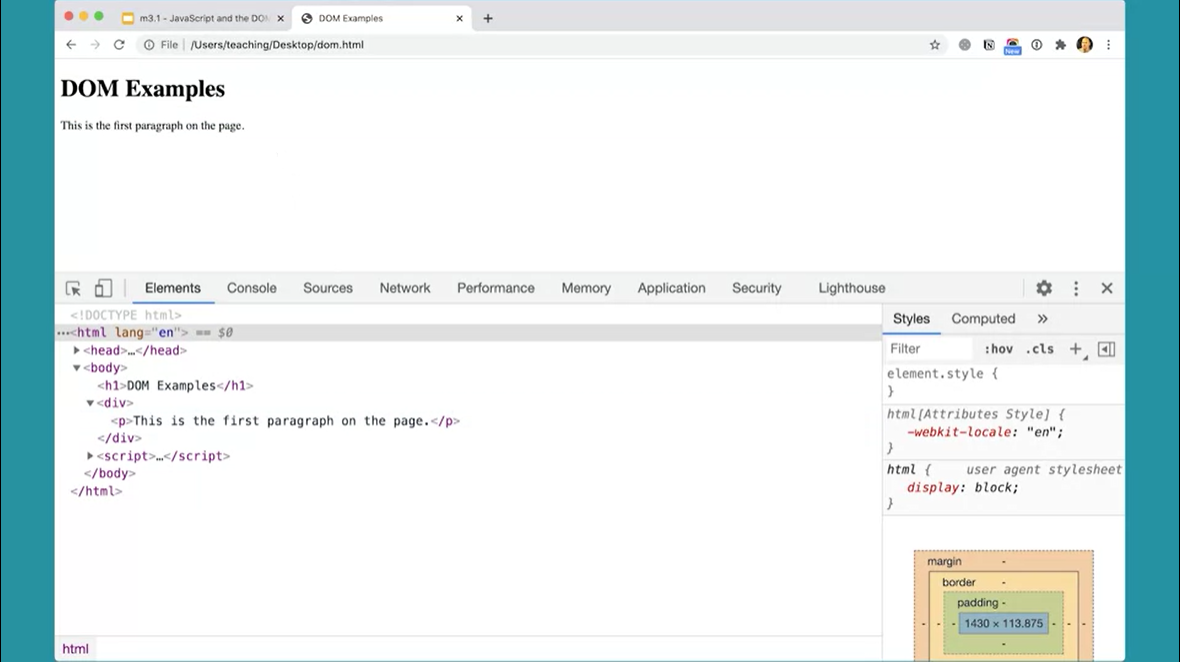 m3.1 - JavaScript and the DOM
DOM Examples
File
/Users/teaching/Desktop/dom.html
New
DOM Examples
This is the first paragraph on the page.
Elements Console Sources Network Performance Memory Application Security Lighthouse
<!DOCTYPE html>
…<html lang="en"> == $0
<head>…</head>
<body>
<h1>DOM Examples</h1>
<div>
<p>This is the first paragraph on the page.</p>
</div>
<script>…</script>
</body>
</html>
html
Styles Computed »
Filter :hov .cls +
element.style {
}
html[Attributes Style] {
-webkit-locale: "en";
}
html { user agent stylesheet
display: block;
}
margin -
border -
padding -
- - - 1430 × 113.875 - - -
-